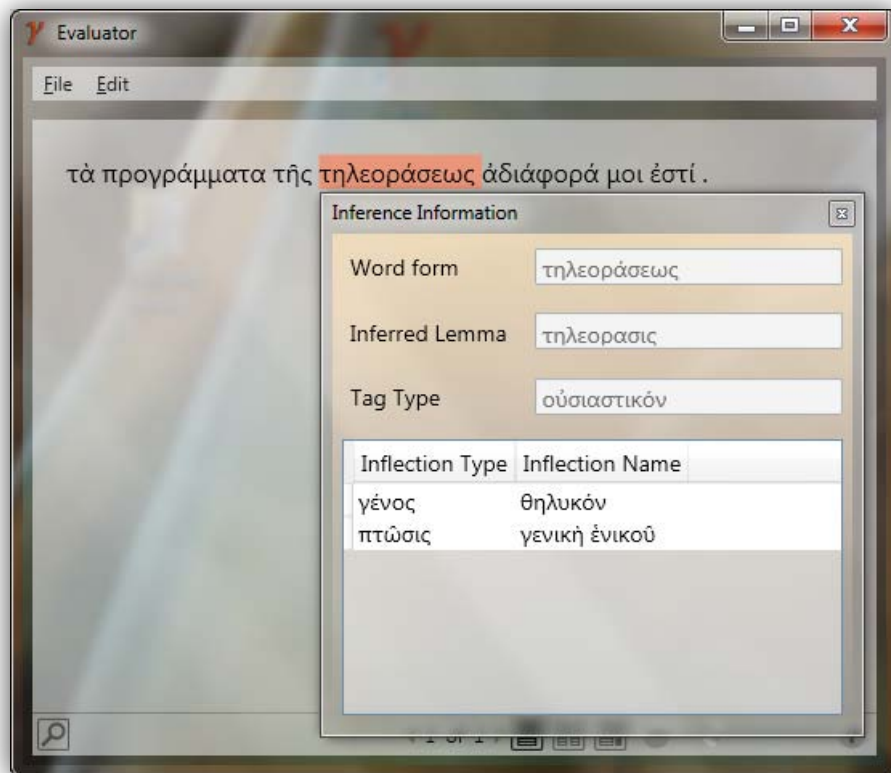 Evaluator
File Edit
τὰ προγράμματα τῆς τηλεοράσεως ἀδιάφορά μοι ἐστί .
Inference Information
Word form τηλεοράσεως
Inferred Lemma τηλεορασις
Tag Type οὐσιαστικόν
Inflection Type Inflection Name
γένος θηλυκόν
πτῶσις γενικὴ ἑνικοῦ